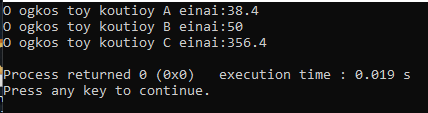 O ogkos toy koutioy A einai:38.4
O ogkos toy koutioy B einai:50
O ogkos toy koutioy C einai:356.4
Process returned 0 (0x0)   execution time : 0.019 s
Press any key to continue.